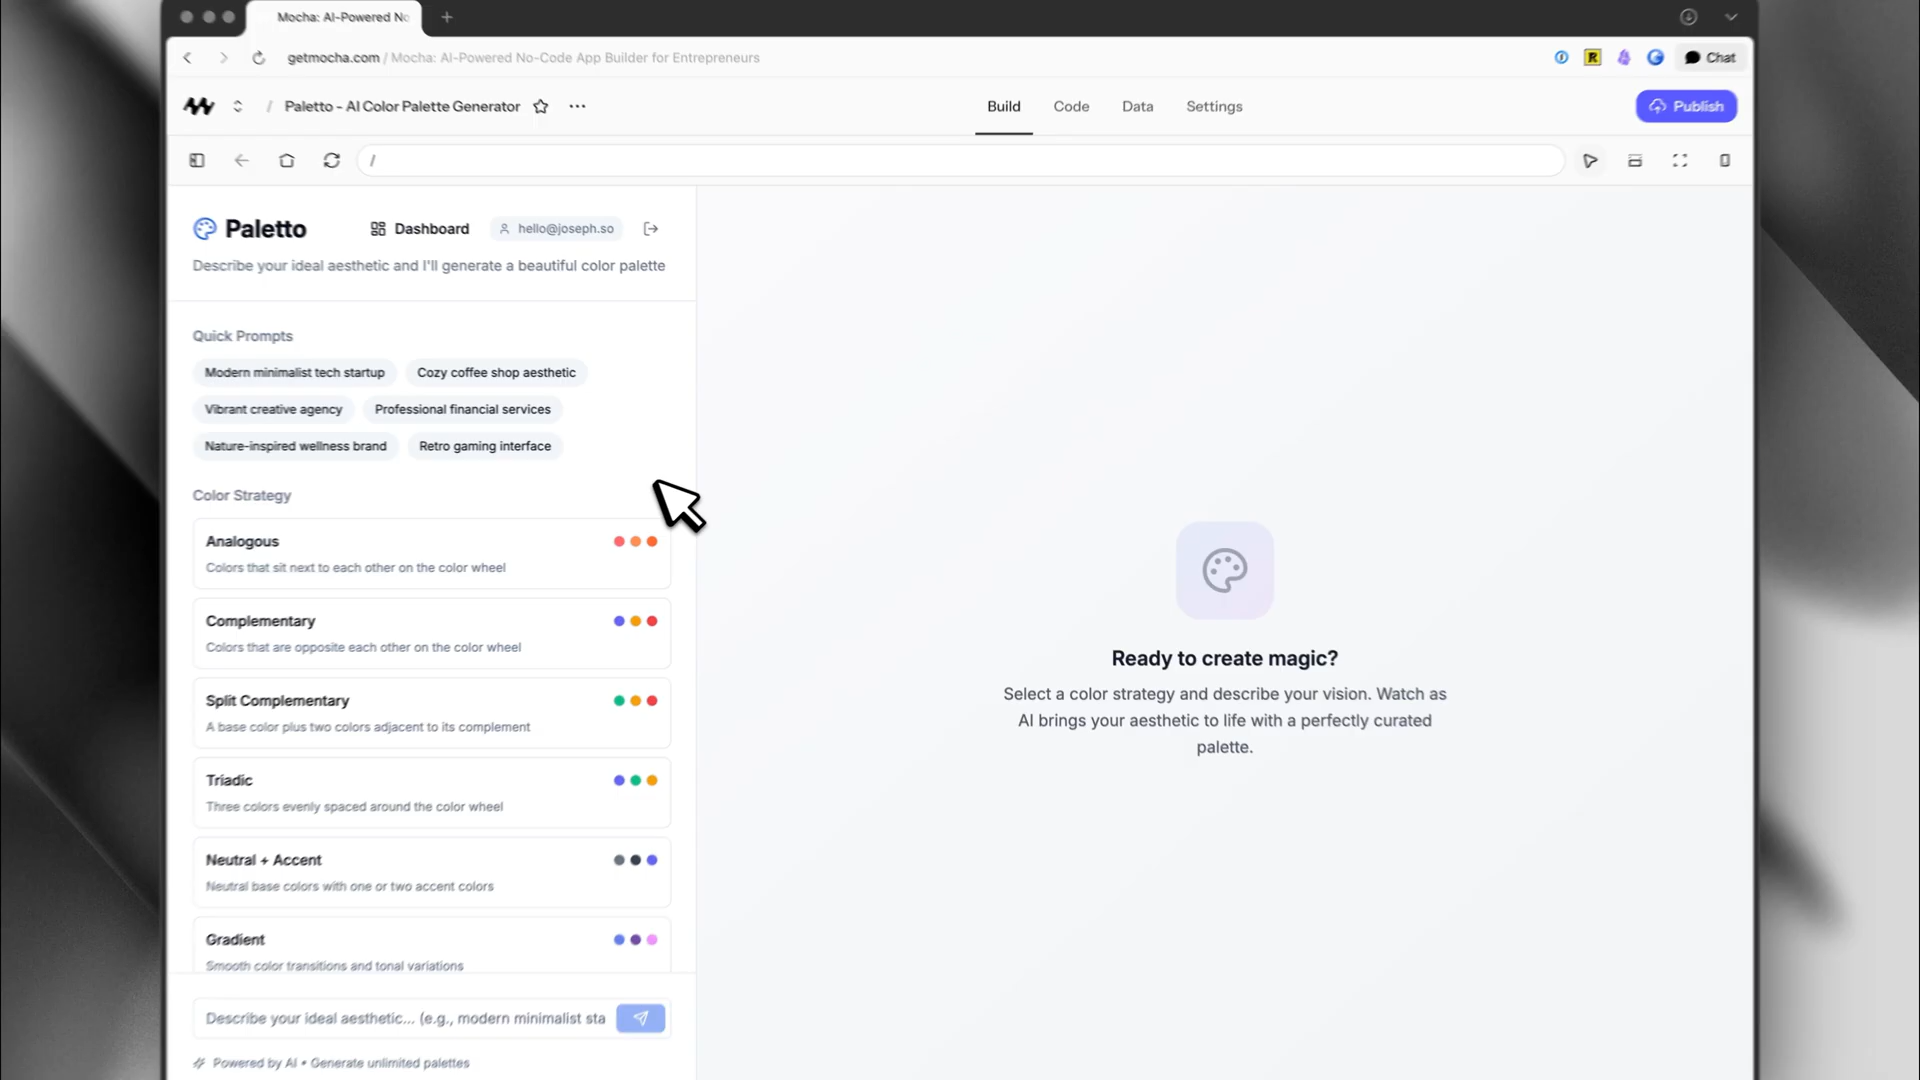 Mocha: AI-Powered No
getmocha.com / Mocha: AI-Powered No-Code App Builder for Entrepreneurs
Chat
/ Paletto - AI Color Palette Generator
Build
Code
Data
Settings
Publish
/
Paletto
Dashboard
hello@joseph.so
Describe your ideal aesthetic and I'll generate a beautiful color palette
Quick Prompts
Modern minimalist tech startup
Cozy coffee shop aesthetic
Vibrant creative agency
Professional financial services
Nature-inspired wellness brand
Retro gaming interface
Color Strategy
Analogous
Colors that sit next to each other on the color wheel
Complementary
Colors that are opposite each other on the color wheel
Split Complementary
A base color plus two colors adjacent to its complement
Triadic
Three colors evenly spaced around the color wheel
Neutral + Accent
Neutral base colors with one or two accent colors
Gradient
Smooth color transitions and tonal variations
Describe your ideal aesthetic... (e.g., modern minimalist sta
Powered by AI • Generate unlimited palettes
Ready to create magic?
Select a color strategy and describe your vision. Watch as
AI brings your aesthetic to life with a perfectly curated
palette.